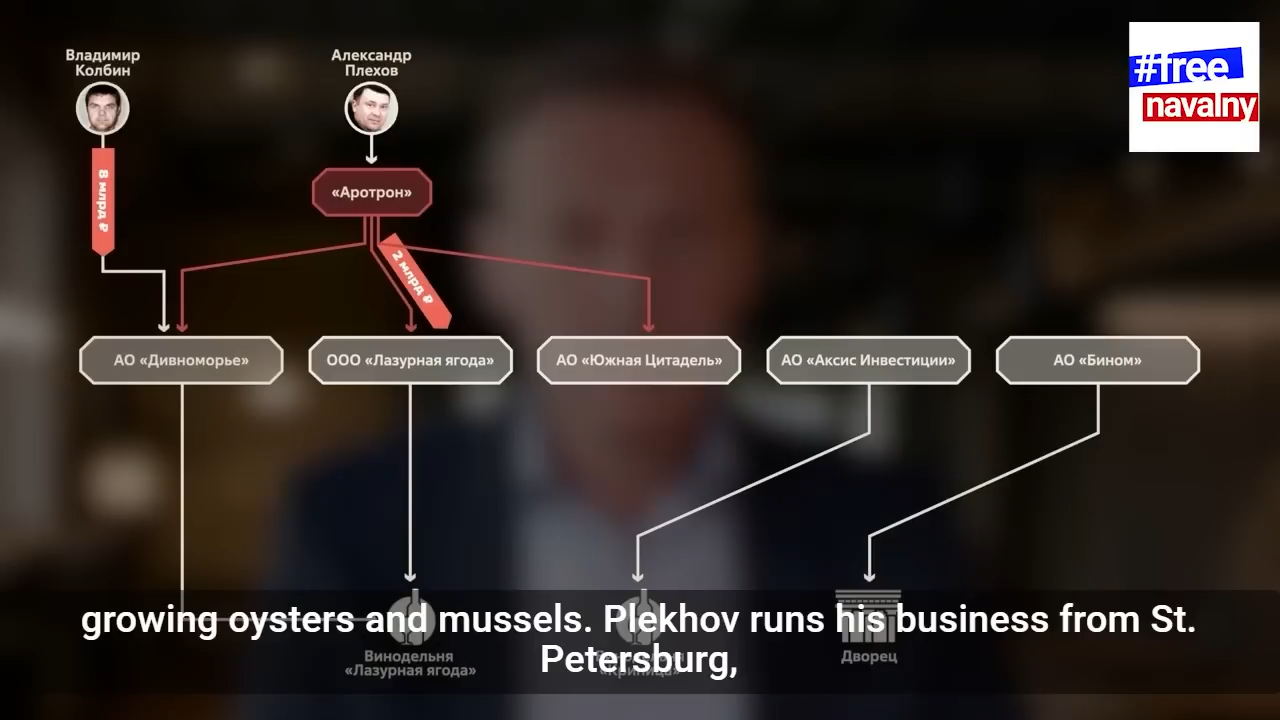 Владимир
Колбин
Александр
Плехов
#free
navalny
8 млрд ₽
«Аротрон»
2 млрд ₽
АО «Дивноморье»
ООО «Лазурная ягода»
АО «Южная Цитадель»
АО «Аксис Инвестиции»
АО «Бином»
growing oysters and mussels. Plekhov runs his business from St.
Petersburg,
Винодельня
«Лазурная ягода»
«Криница»
Дворец